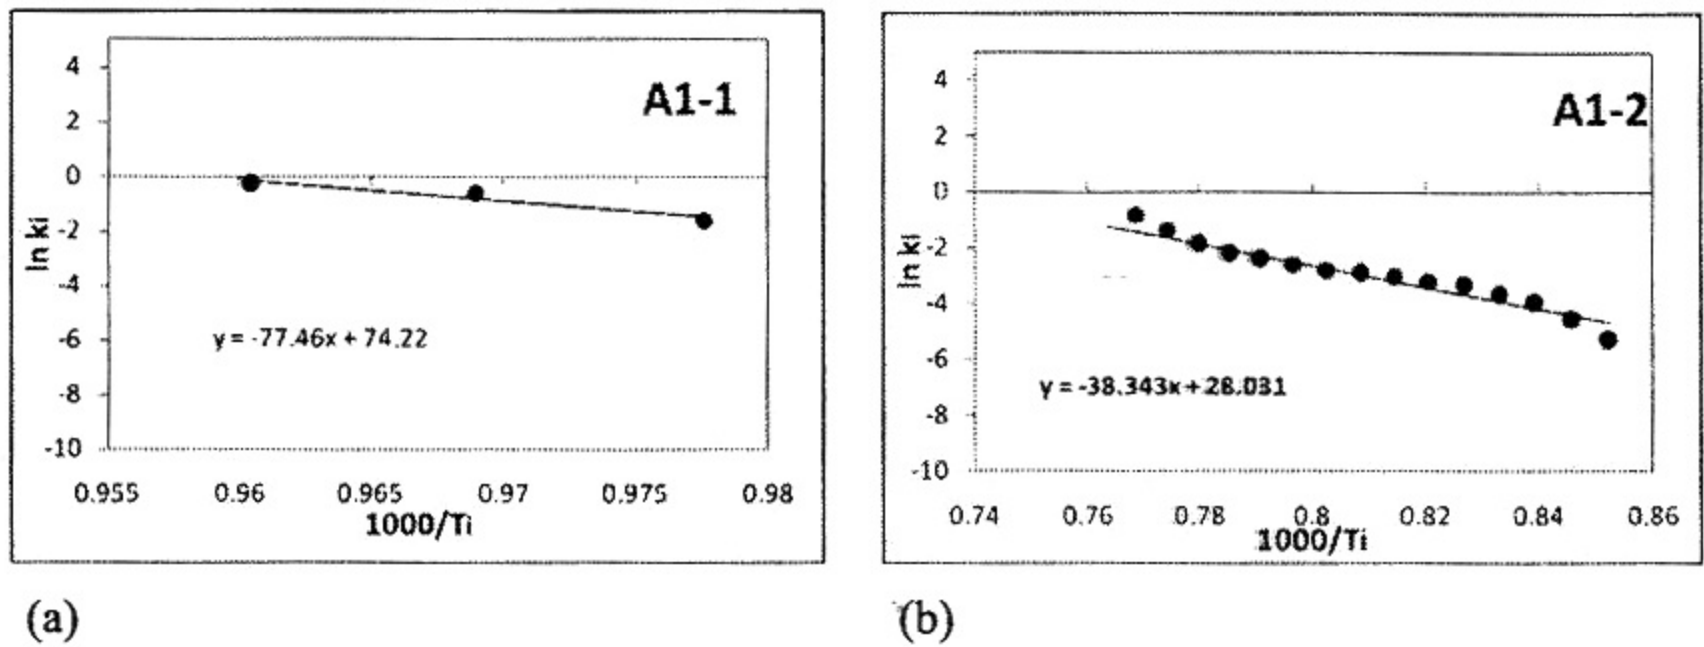 A1-1
4
2
0
-2
-4
-6
-8
-10
ln ki
y = -77.46x + 74.22
0.955 0.96 0.965 0.97 0.975 0.98
1000/Ti
(a)
A1-2
4
2
0
-2
-4
-6
-8
-10
ln ki
y = -38.343x + 28.031
0.74 0.76 0.78 0.8 0.82 0.84 0.86
1000/Ti
(b)